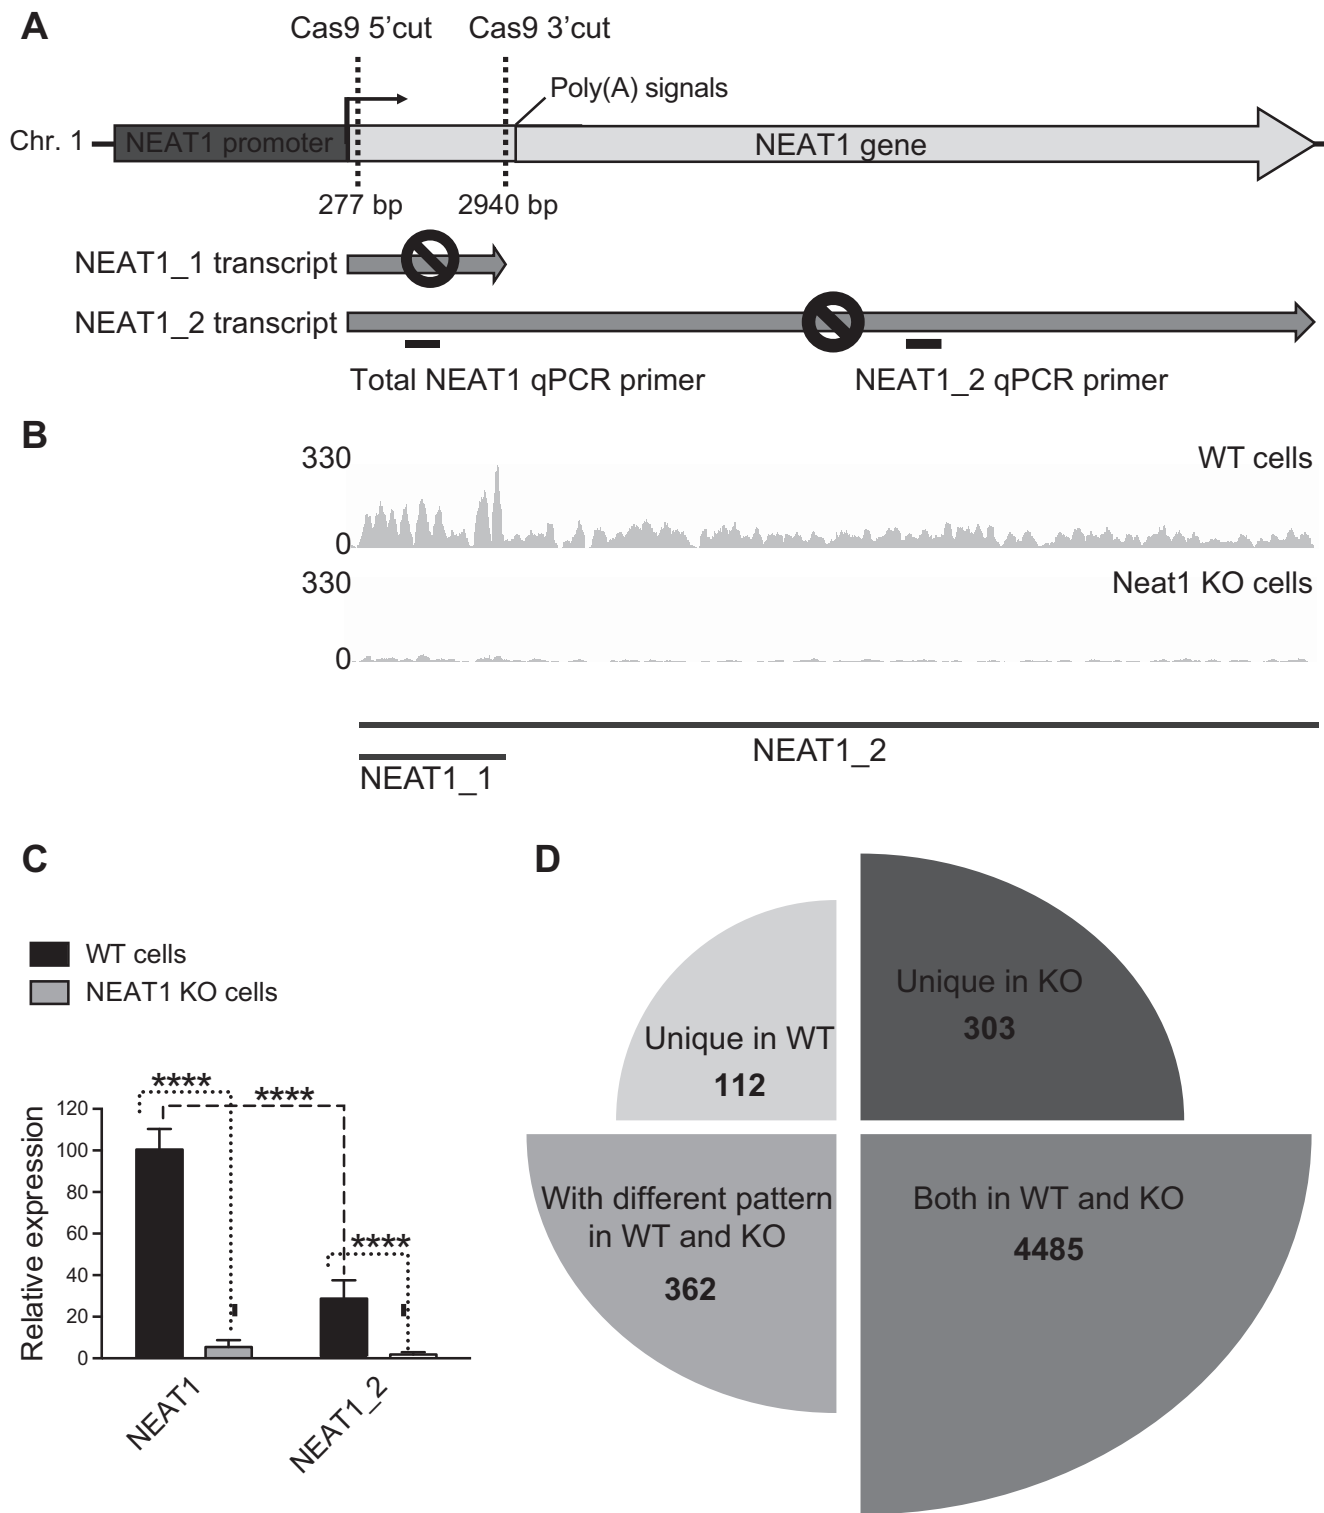 A
Cas9 5’cut
Cas9 3’cut
Poly(A) signals
Chr. 1
NEAT1 promoter
NEAT1 gene
277 bp
2940 bp
NEAT1_1 transcript
NEAT1_2 transcript
Total NEAT1 qPCR primer
NEAT1_2 qPCR primer
B
330
WT cells
0
330
Neat1 KO cells
0
NEAT1_2
NEAT1_1
C
WT cells
NEAT1 KO cells
****
****
****
Relative expression
120
100
80
60
40
20
0
NEAT1
NEAT1_2
D
Unique in WT
112
Unique in KO
303
With different pattern
in WT and KO
362
Both in WT and KO
4485